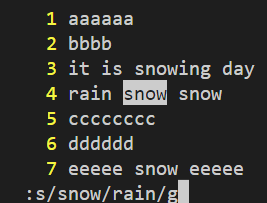 1 aaaaaa
2 bbbb
3 it is snowing day
4 rain snow snow
5 cccccccc
6 dddddd
7 eeeee snow eeeee
:s/snow/rain/g